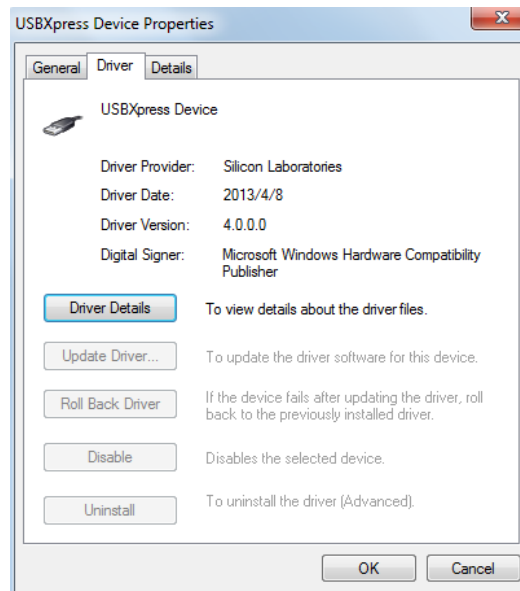 USBXpress Device Properties
General Driver Details
USBXpress Device
Driver Provider: Silicon Laboratories
Driver Date: 2013/4/8
Driver Version: 4.0.0.0
Digital Signer: Microsoft Windows Hardware Compatibility
Publisher
Driver Details To view details about the driver files.
Update Driver... To update the driver software for this device.
Roll Back Driver If the device fails after updating the driver, roll
back to the previously installed driver.
Disable Disables the selected device.
Uninstall To uninstall the driver (Advanced).
OK Cancel